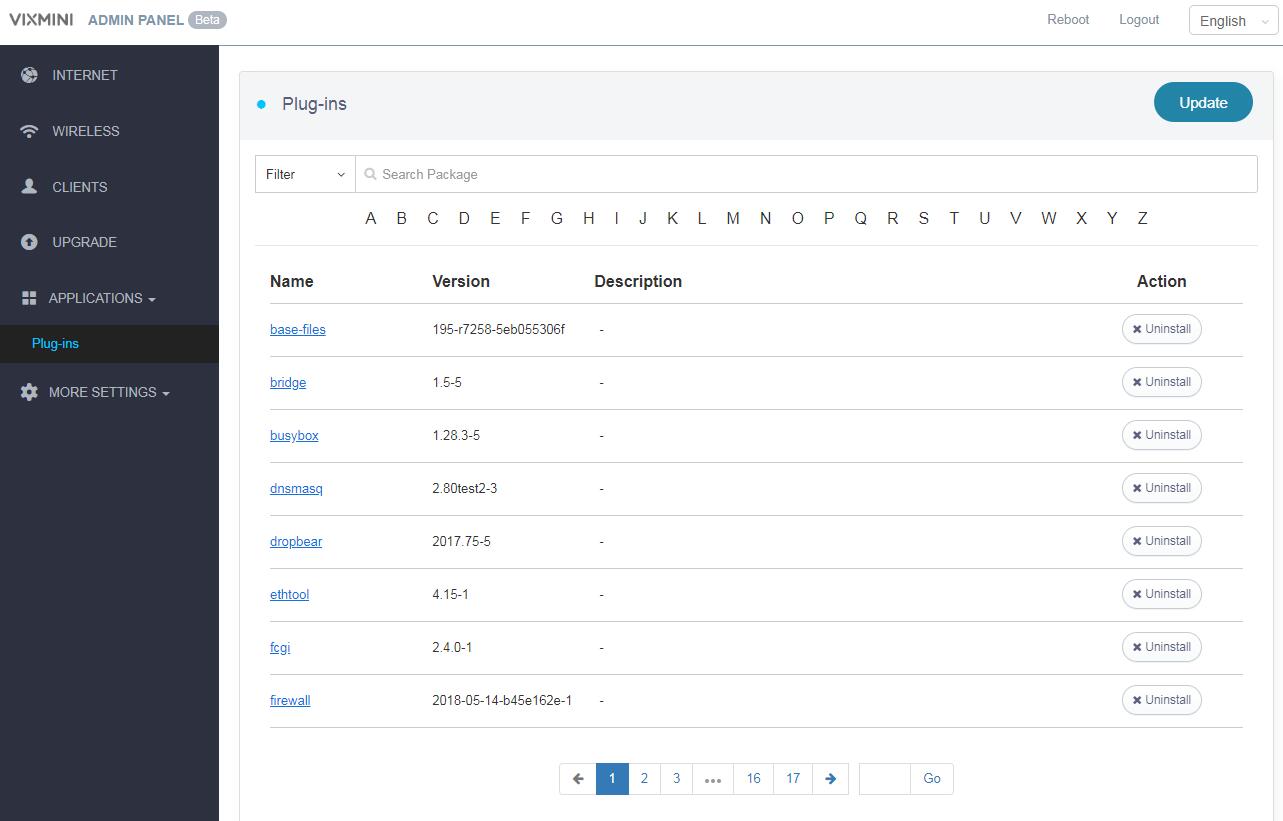 VIXMINI ADMIN PANEL Beta Reboot Logout English
INTERNET
WIRELESS
CLIENTS
UPGRADE
APPLICATIONS
Plug-ins
MORE SETTINGS
Plug-ins Update
Filter Search Package
A B C D E F G H I J K L M N O P Q R S T U V W X Y Z
Name Version Description Action
base-files 195-r7258-5eb055306f - Uninstall
bridge 1.5-5 - Uninstall
busybox 1.28.3-5 - Uninstall
dnsmasq 2.80test2-3 - Uninstall
dropbear 2017.75-5 - Uninstall
ethtool 4.15-1 - Uninstall
fcgi 2.4.0-1 - Uninstall
firewall 2018-05-14-b45e162e-1 - Uninstall
1 2 3 ... 16 17 Go